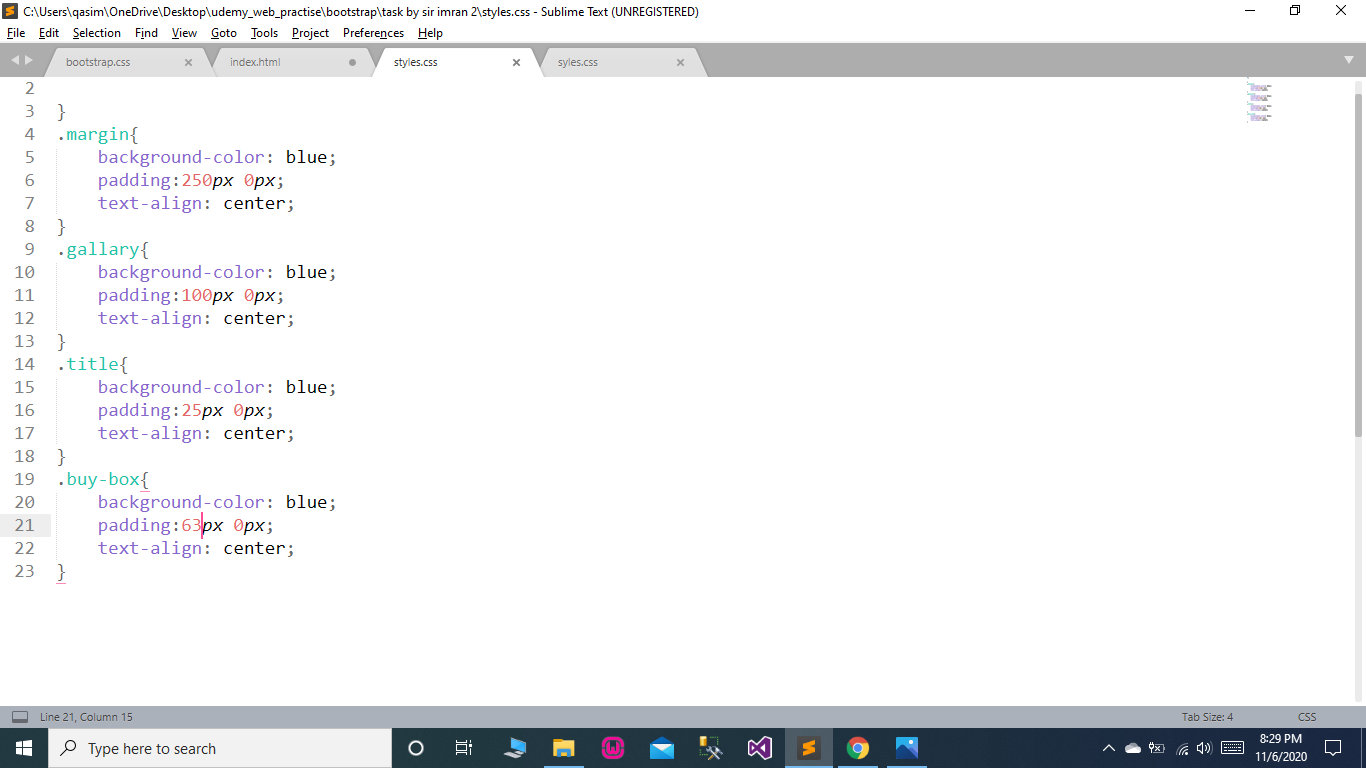 C:\Users\qasim\OneDrive\Desktop\udemy_web_practise\bootstrap\task by sir imran 2\styles.css - Sublime Text (UNREGISTERED)
File Edit Selection Find View Goto Tools Project Preferences Help
bootstrap.css index.html styles.css syles.css
2
3 }
4 .margin{
5 background-color: blue;
6 padding:250px 0px;
7 text-align: center;
8 }
9 .gallary{
10 background-color: blue;
11 padding:100px 0px;
12 text-align: center;
13 }
14 .title{
15 background-color: blue;
16 padding:25px 0px;
17 text-align: center;
18 }
19 .buy-box{
20 background-color: blue;
21 padding:63px 0px;
22 text-align: center;
23 }
Line 21, Column 15 Tab Size: 4 CSS
Type here to search
8:29 PM
11/6/2020